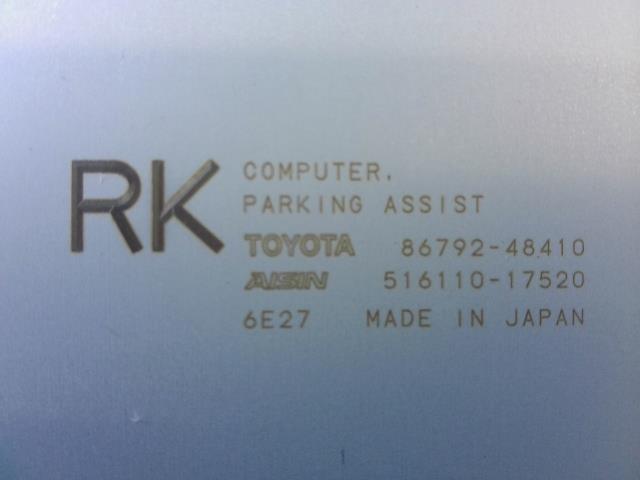 RK
COMPUTER.
PARKING ASSIST
TOYOTA 86792-48410
AISIN 516110-17520
6E27 MADE IN JAPAN